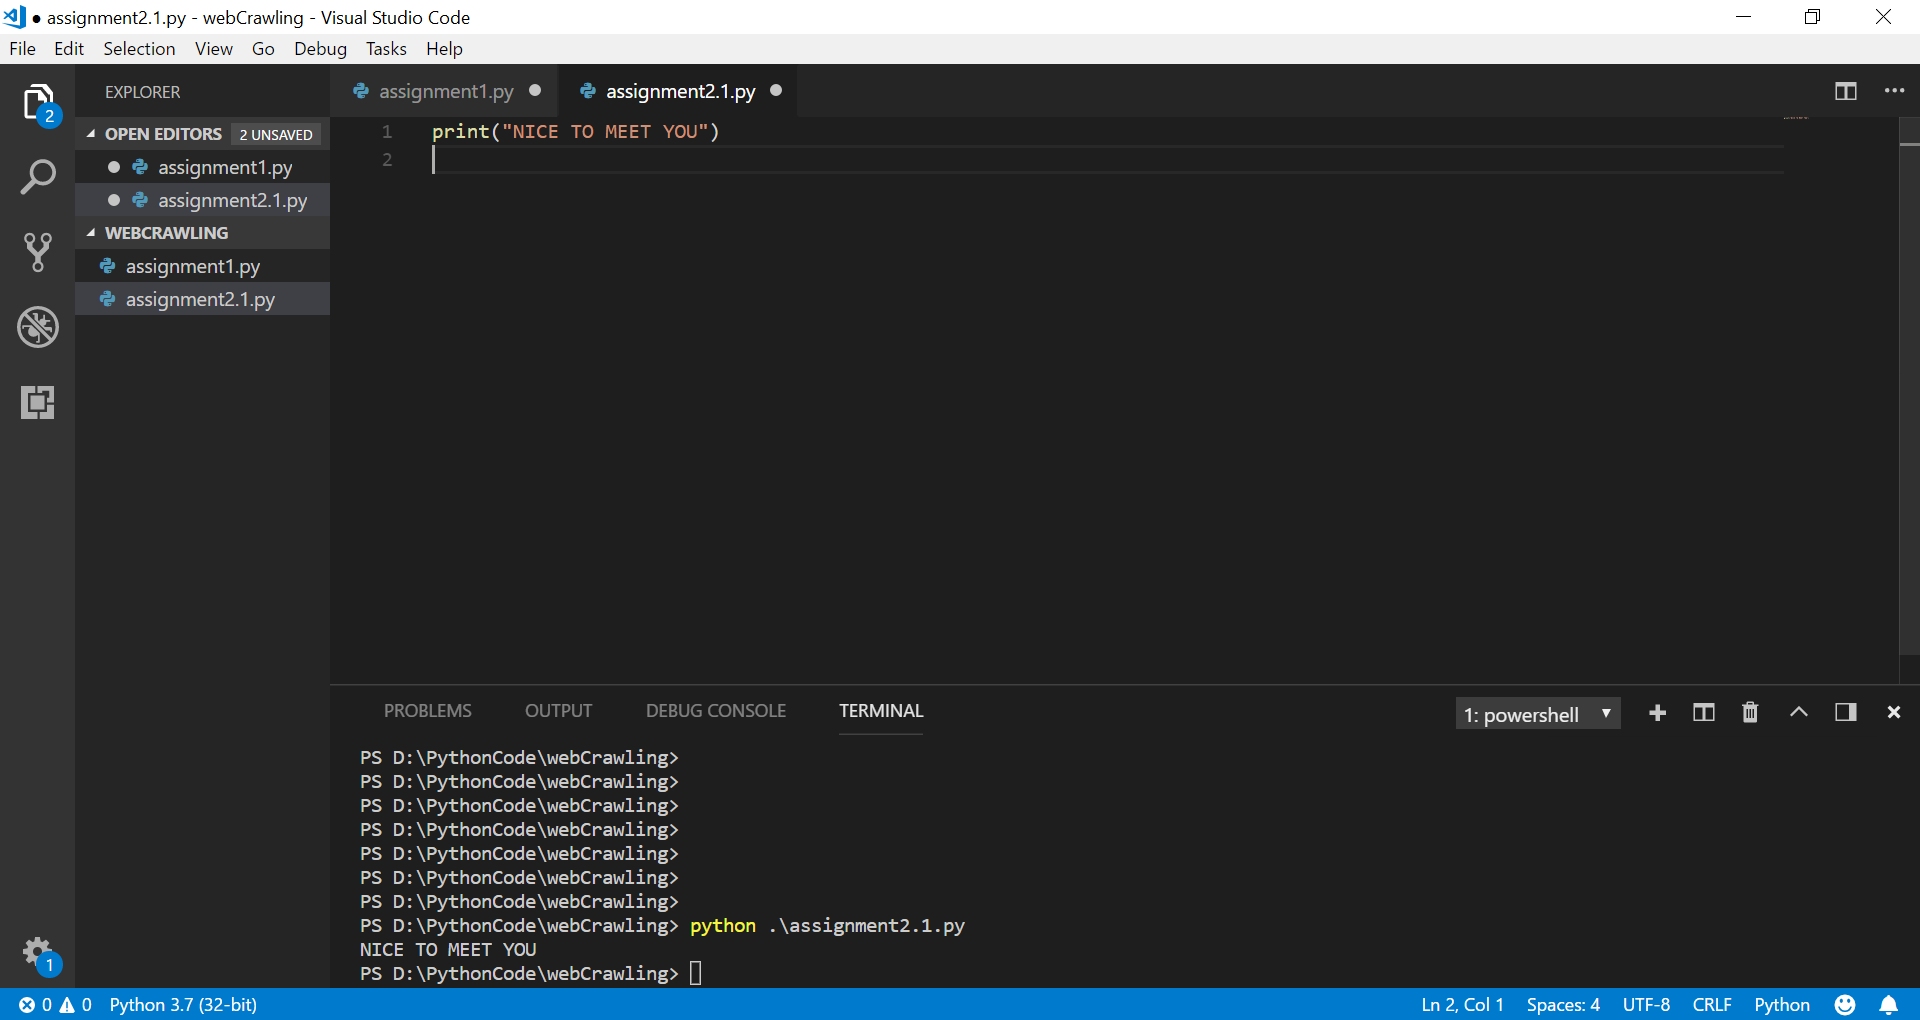 ● assignment2.1.py - webCrawling - Visual Studio Code
File Edit Selection View Go Debug Tasks Help
2
EXPLORER
OPEN EDITORS 2 UNSAVED
assignment1.py
assignment2.1.py
WEBCRAWLING
assignment1.py
assignment2.1.py
1
assignment1.py assignment2.1.py
1 print("NICE TO MEET YOU")
2
PROBLEMS OUTPUT DEBUG CONSOLE TERMINAL 1: powershell
PS D:\PythonCode\webCrawling>
PS D:\PythonCode\webCrawling>
PS D:\PythonCode\webCrawling>
PS D:\PythonCode\webCrawling>
PS D:\PythonCode\webCrawling>
PS D:\PythonCode\webCrawling>
PS D:\PythonCode\webCrawling>
PS D:\PythonCode\webCrawling> python .\assignment2.1.py
NICE TO MEET YOU
PS D:\PythonCode\webCrawling>
0 0 Python 3.7 (32-bit) Ln 2, Col 1 Spaces: 4 UTF-8 CRLF Python